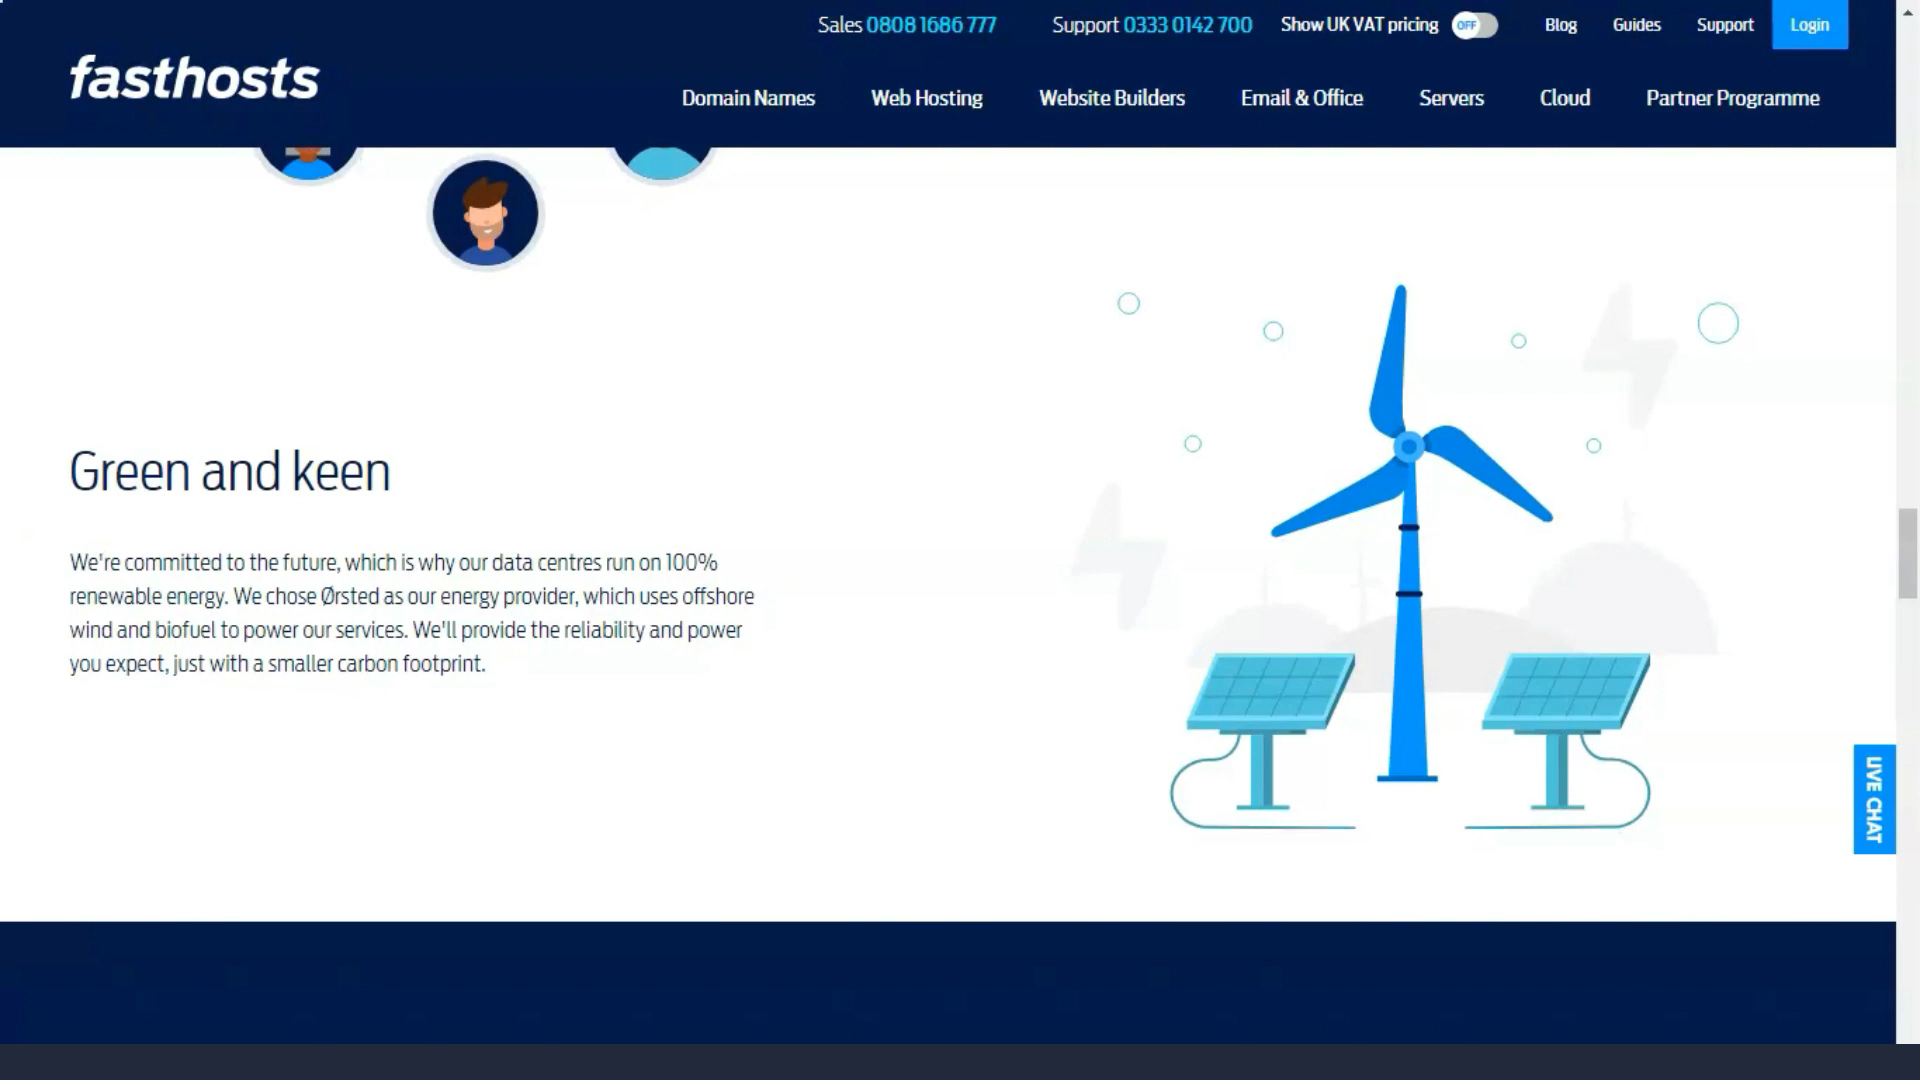 Sales 0808 1686 777 Support 0333 0142 700 Show UK VAT pricing OFF Blog Guides Support Login
fasthosts
Domain Names Web Hosting Website Builders Email & Office Servers Cloud Partner Programme
Green and keen
We're committed to the future, which is why our data centres run on 100%
renewable energy. We chose Ørsted as our energy provider, which uses offshore
wind and biofuel to power our services. We'll provide the reliability and power
you expect, just with a smaller carbon footprint.
LIVE CHAT